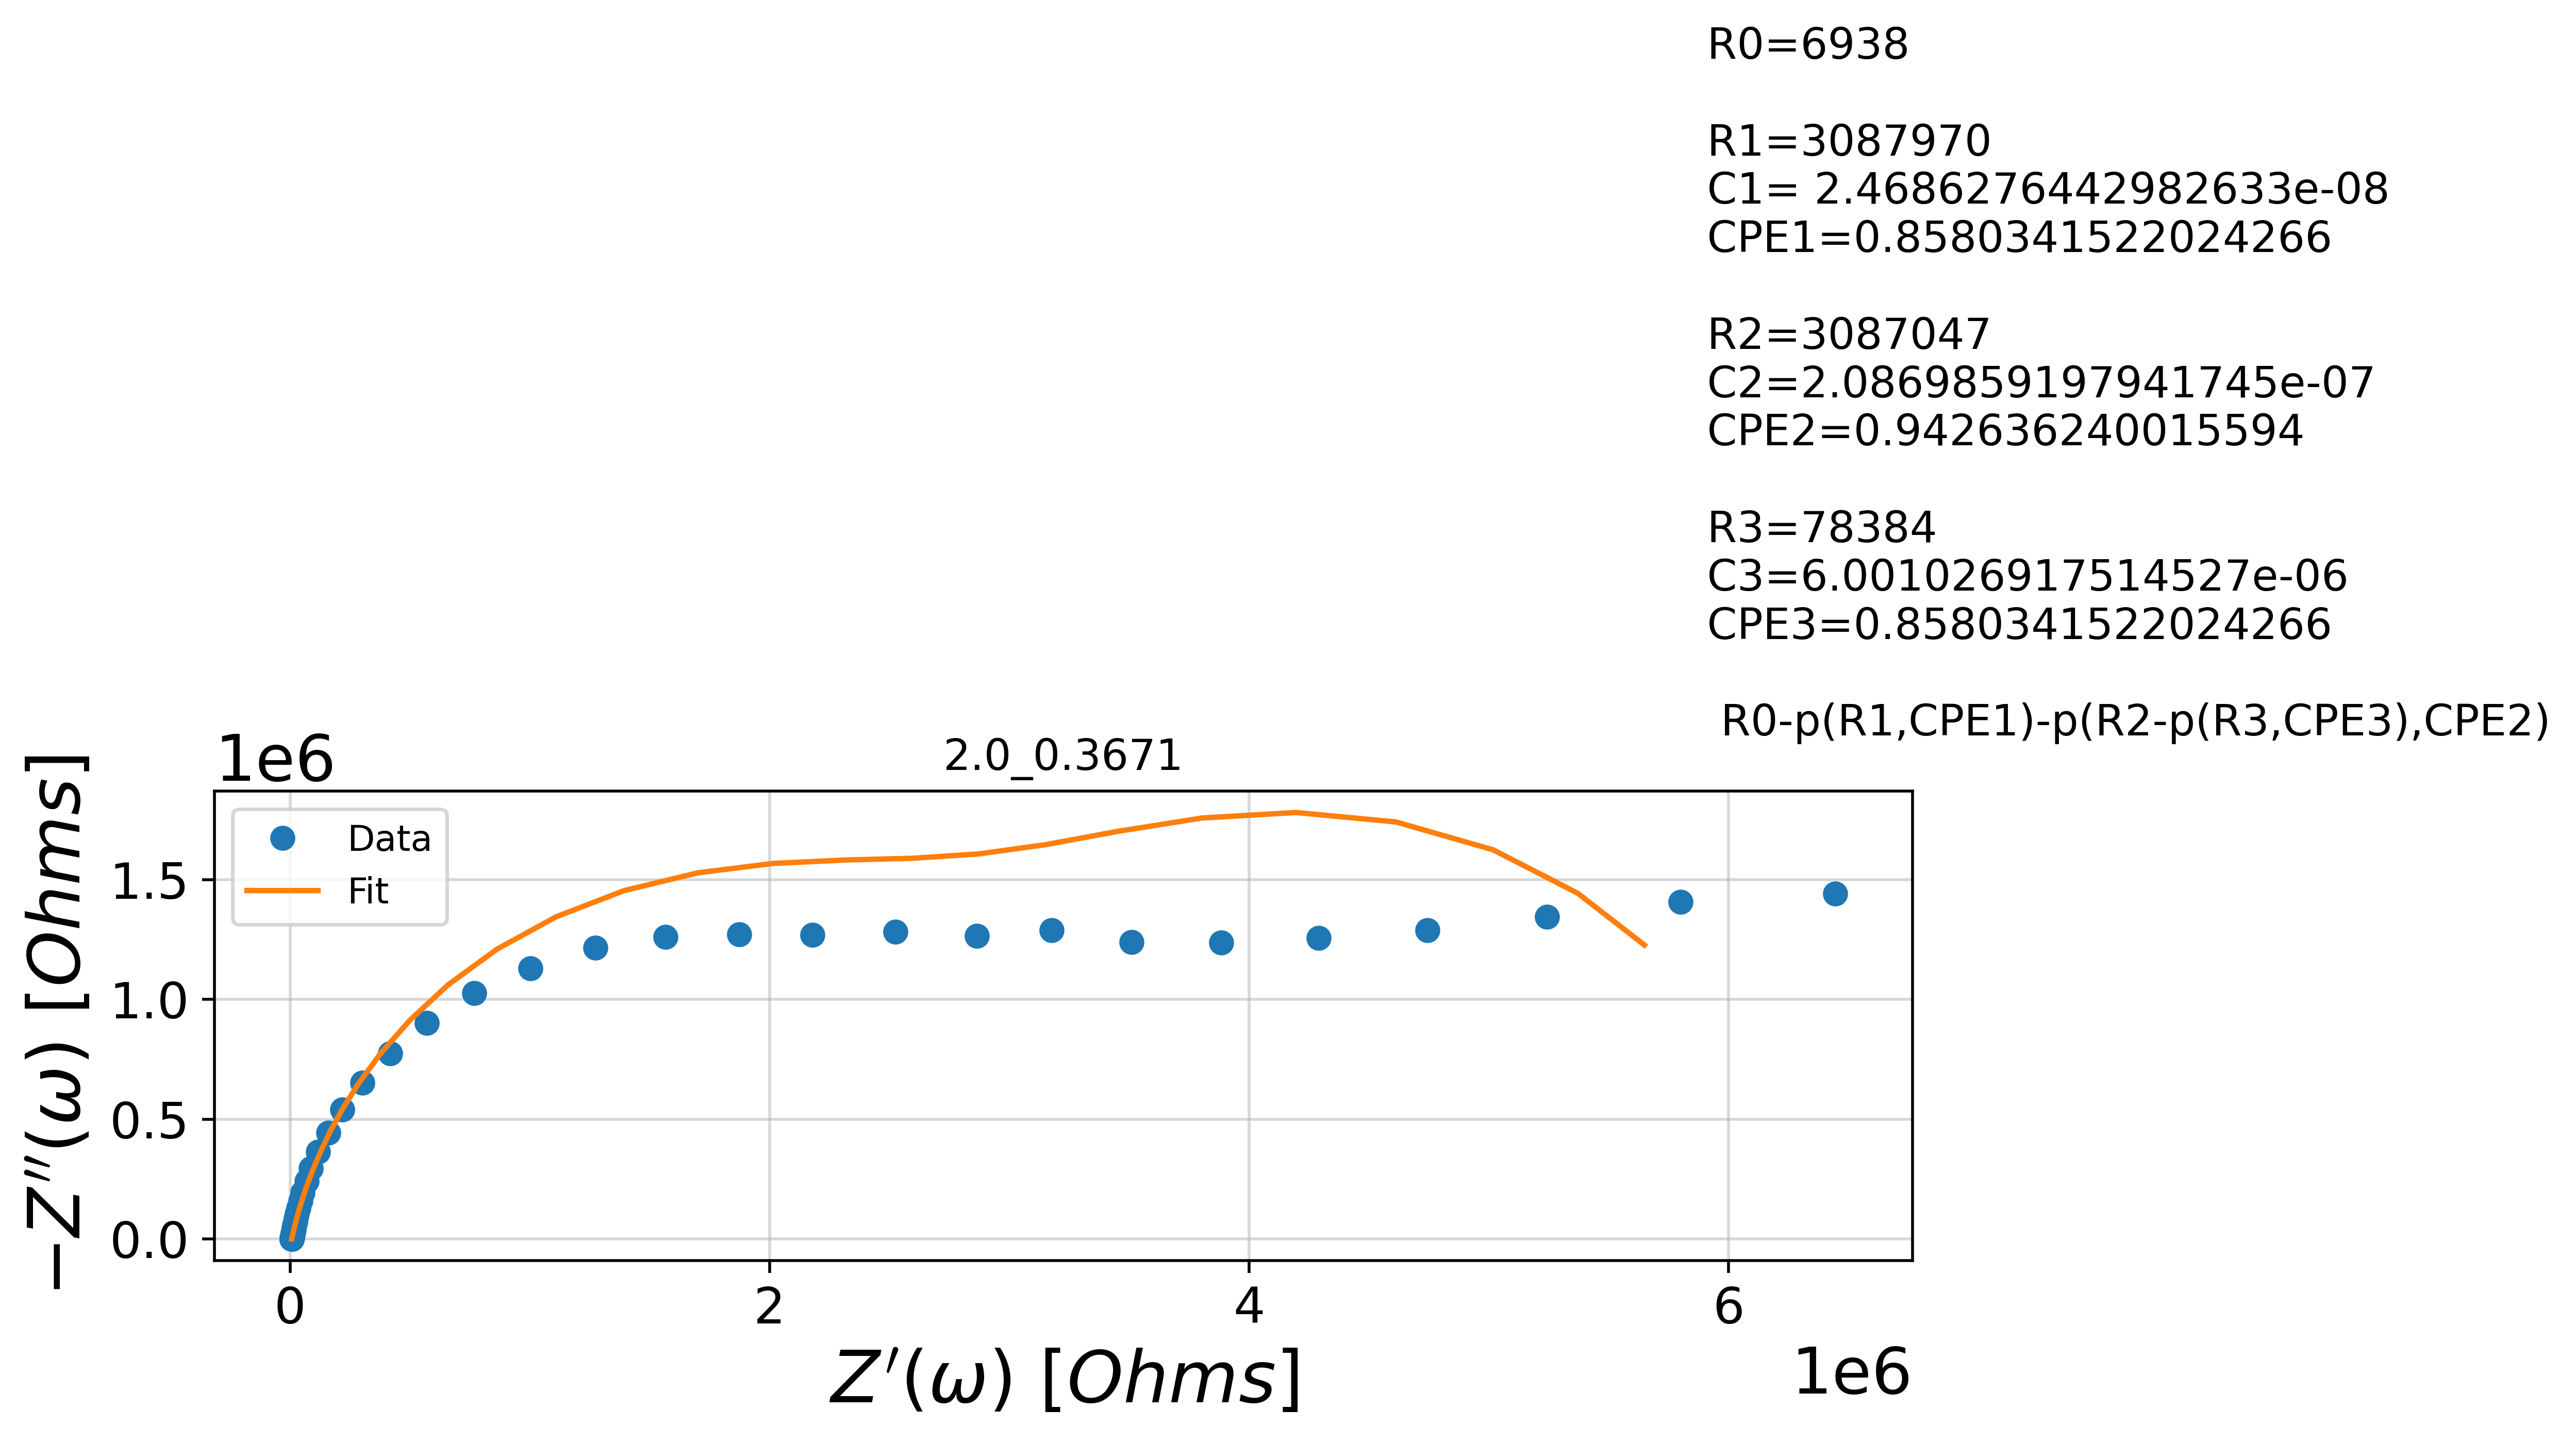 R0=6938
R1=3087970
C1= 2.4686276442982633e-08
CPE1=0.8580341522024266
R2=3087047
C2=2.0869859197941745e-07
CPE2=0.942636240015594
R3=78384
C3=6.001026917514527e-06
CPE3=0.8580341522024266
R0-p(R1,CPE1)-p(R2-p(R3,CPE3),CPE2)
1e6
2.0_0.3671
Data
Fit
1.5
1.0
0.5
0.0
−Z′′(ω) [Ohms]
0 2 4 6
Z′(ω) [Ohms]
1e6